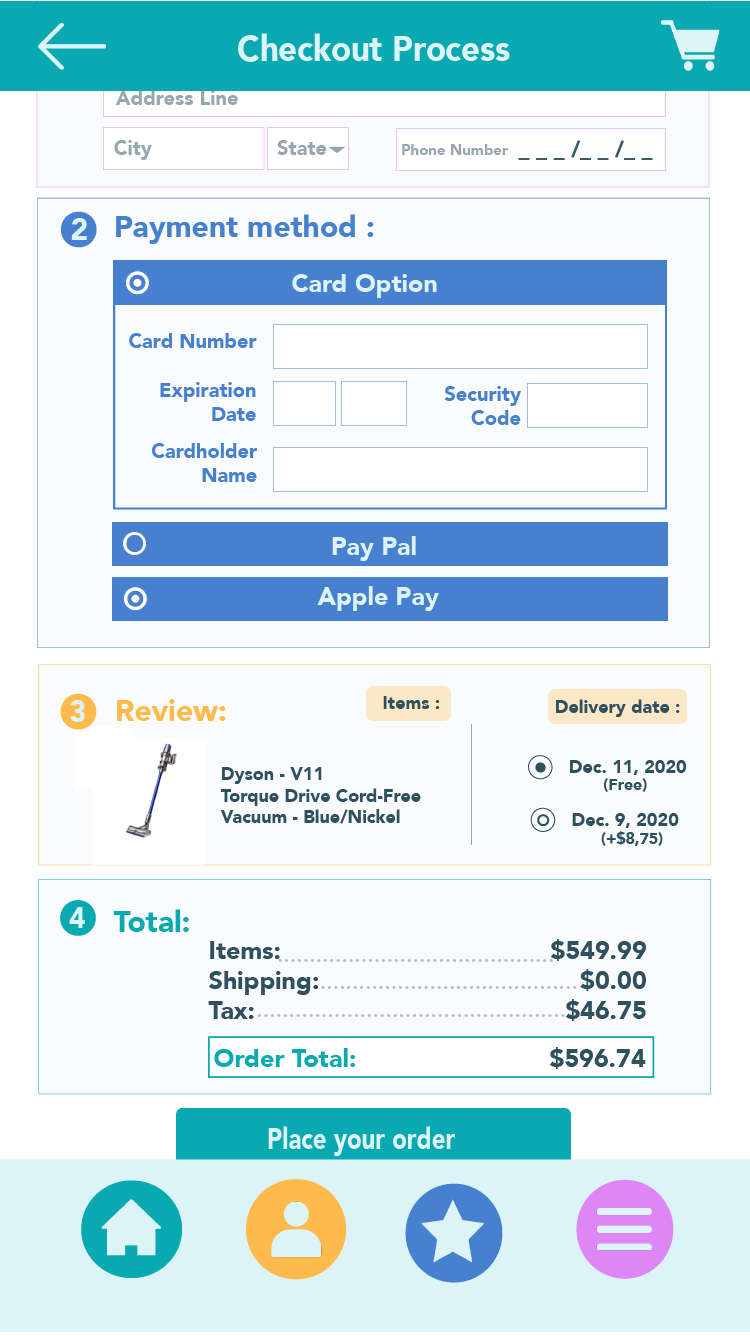 Checkout Process
Address Line
City
State
Phone Number _ _ _ /_ _ /_ _
2 Payment method :
Card Option
Card Number
Expiration
Date
Security
Code
Cardholder
Name
Pay Pal
Apple Pay
3 Review:
Items :
Delivery date :
Dyson - V11
Torque Drive Cord-Free
Vacuum - Blue/Nickel
Dec. 11, 2020
(Free)
Dec. 9, 2020
(+$8,75)
4 Total:
Items: $549.99
Shipping: $0.00
Tax: $46.75
Order Total: $596.74
Place your order